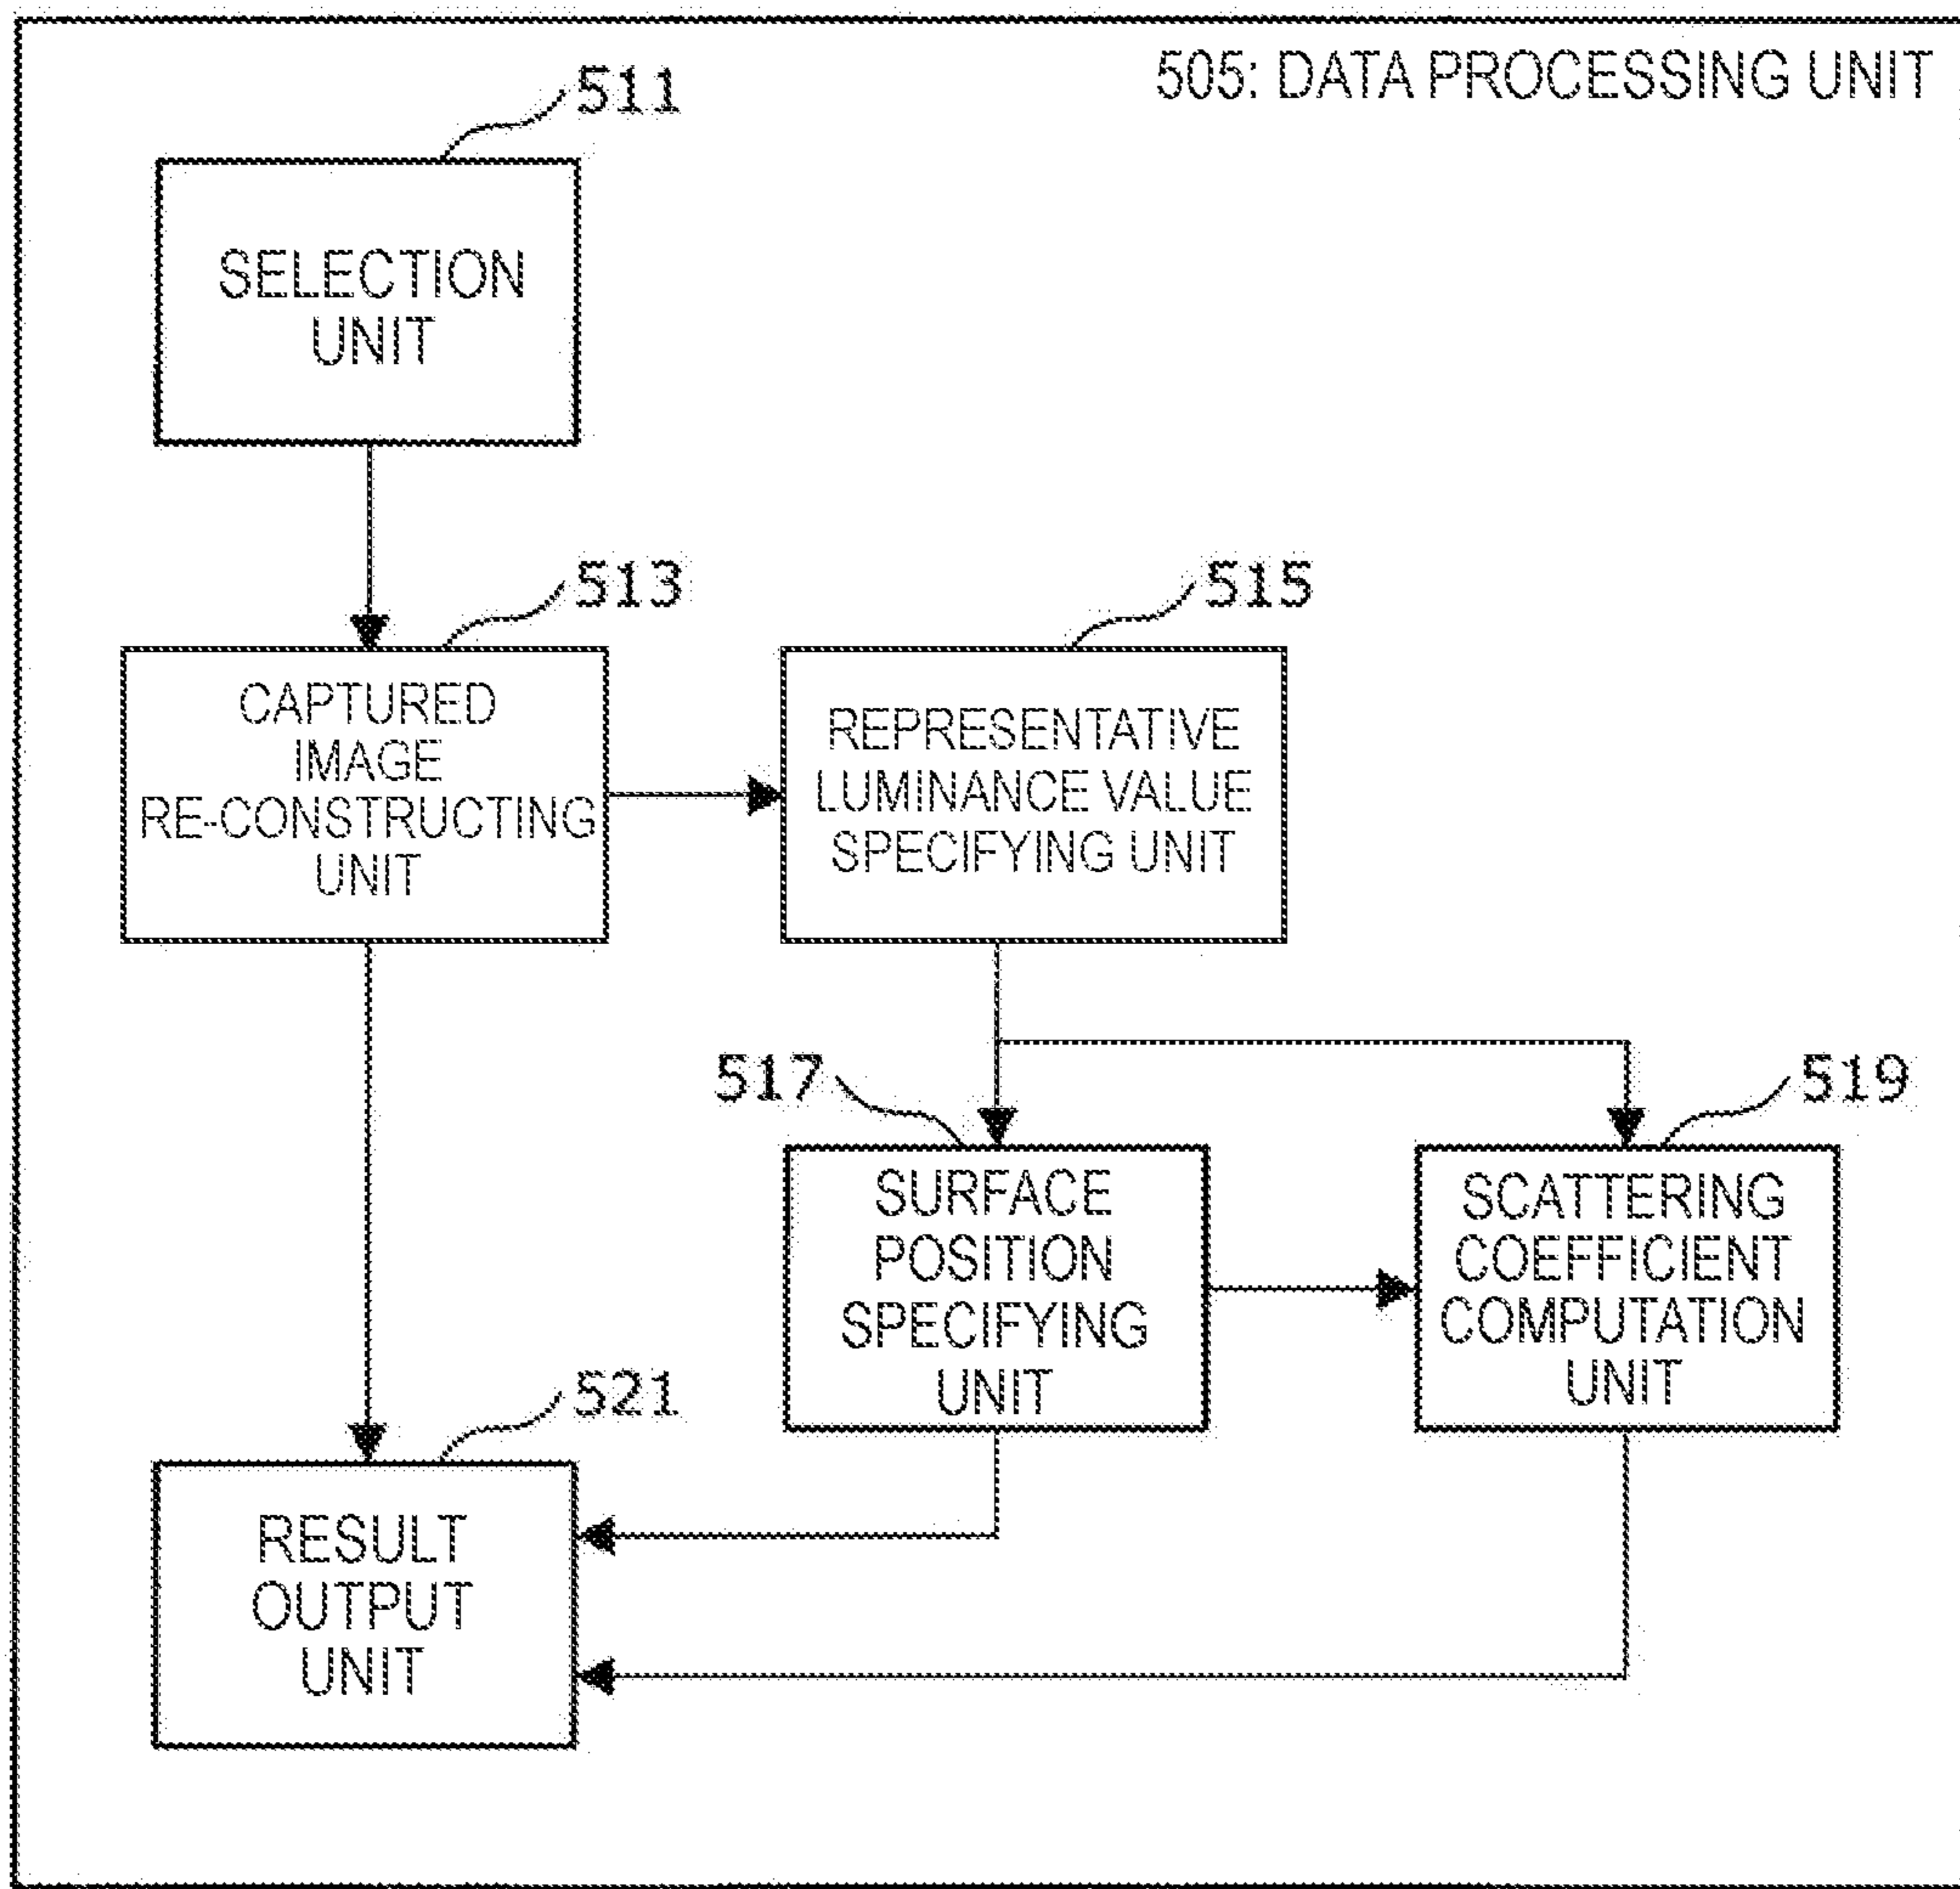 505: DATA PROCESSING UNIT
511
SELECTION
UNIT
513
CAPTURED
IMAGE
RE-CONSTRUCTING
UNIT
515
REPRESENTATIVE
LUMINANCE VALUE
SPECIFYING UNIT
517
SURFACE
POSITION
SPECIFYING
UNIT
519
SCATTERING
COEFFICIENT
COMPUTATION
UNIT
521
RESULT
OUTPUT
UNIT